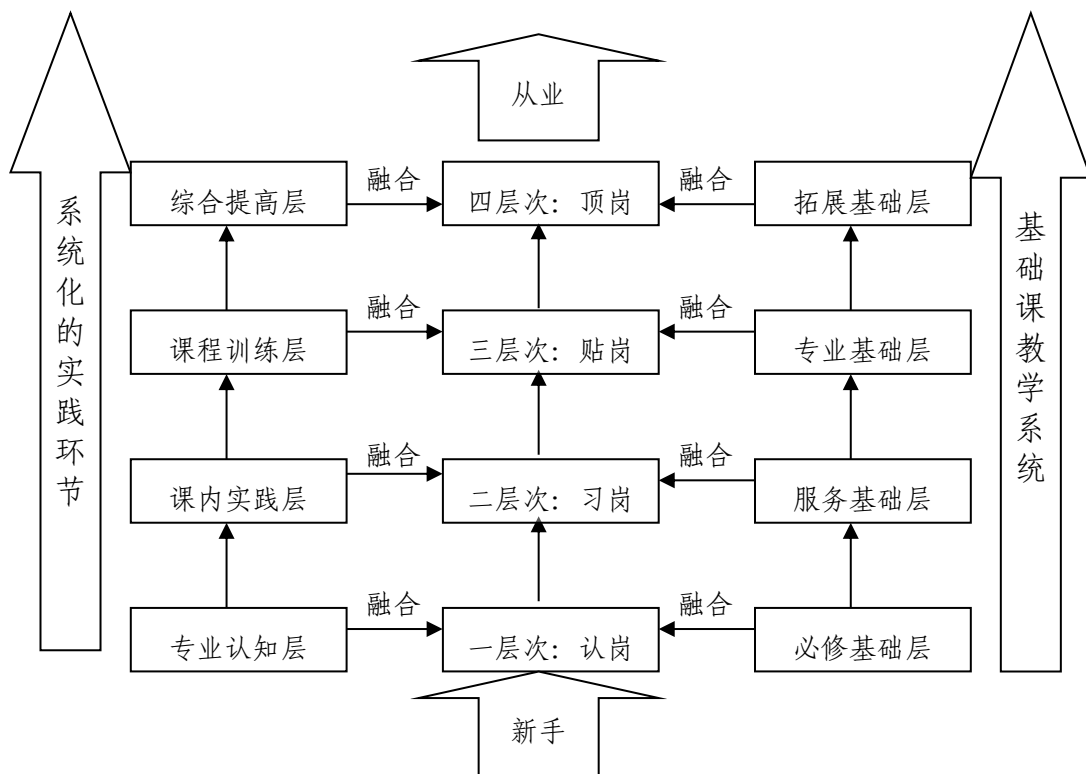 从业
综合提高层
融合
四层次：顶岗
融合
拓展基础层
课程训练层
融合
三层次：贴岗
融合
专业基础层
课内实践层
融合
二层次：习岗
融合
服务基础层
专业认知层
融合
一层次：认岗
融合
必修基础层
新手
系统化的实践环节
基础课教学系统